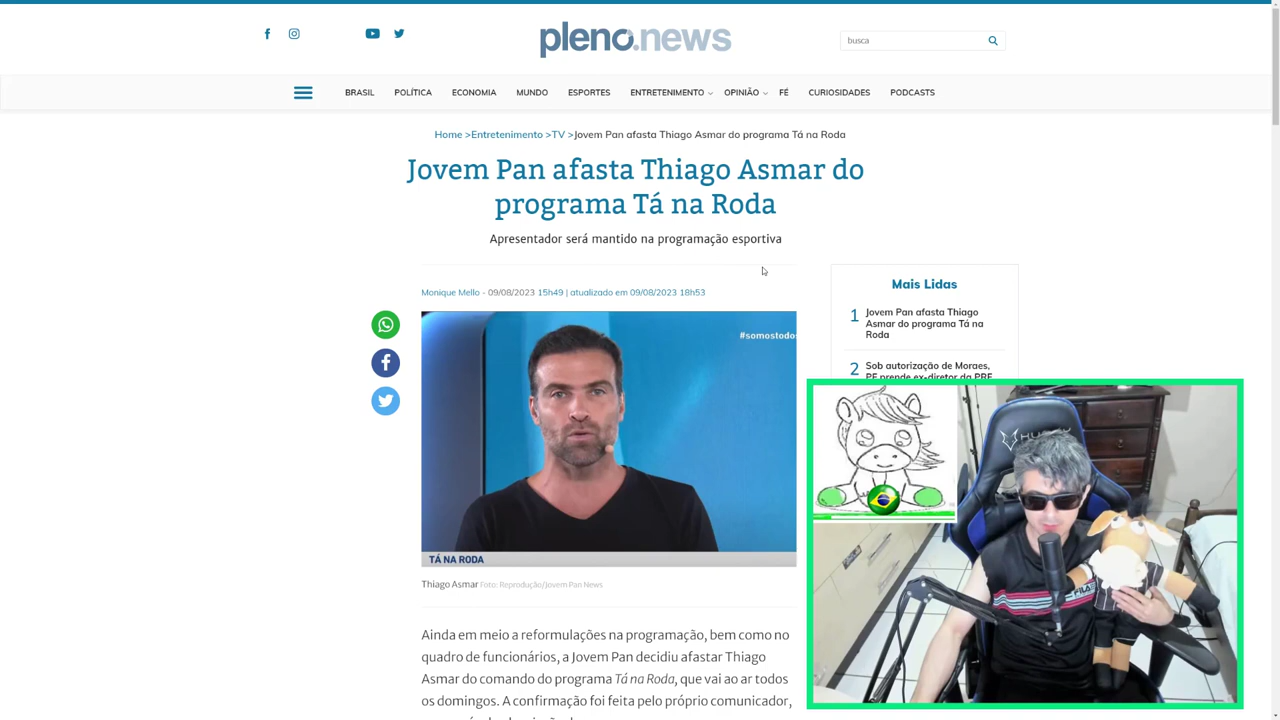 pleno.news
busca
BRASIL POLÍTICA ECONOMIA MUNDO ESPORTES ENTRETENIMENTO OPINIÃO FÉ CURIOSIDADES PODCASTS
Home >Entretenimento >TV >Jovem Pan afasta Thiago Asmar do programa Tá na Roda
Jovem Pan afasta Thiago Asmar do
programa Tá na Roda
Apresentador será mantido na programação esportiva
Monique Mello - 09/08/2023 15h49 | atualizado em 09/08/2023 18h53
#somostodos
TÁ NA RODA
Thiago Asmar Foto: Reprodução/Jovem Pan News
Ainda em meio a reformulações na programação, bem como no
quadro de funcionários, a Jovem Pan decidiu afastar Thiago
Asmar do comando do programa Tá na Roda, que vai ao ar todos
os domingos. A confirmação foi feita pelo próprio comunicador,
Mais Lidas
1 Jovem Pan afasta Thiago
Asmar do programa Tá na
Roda
2 Sob autorização de Moraes,
PF prende ex-diretor da PRF
FILA